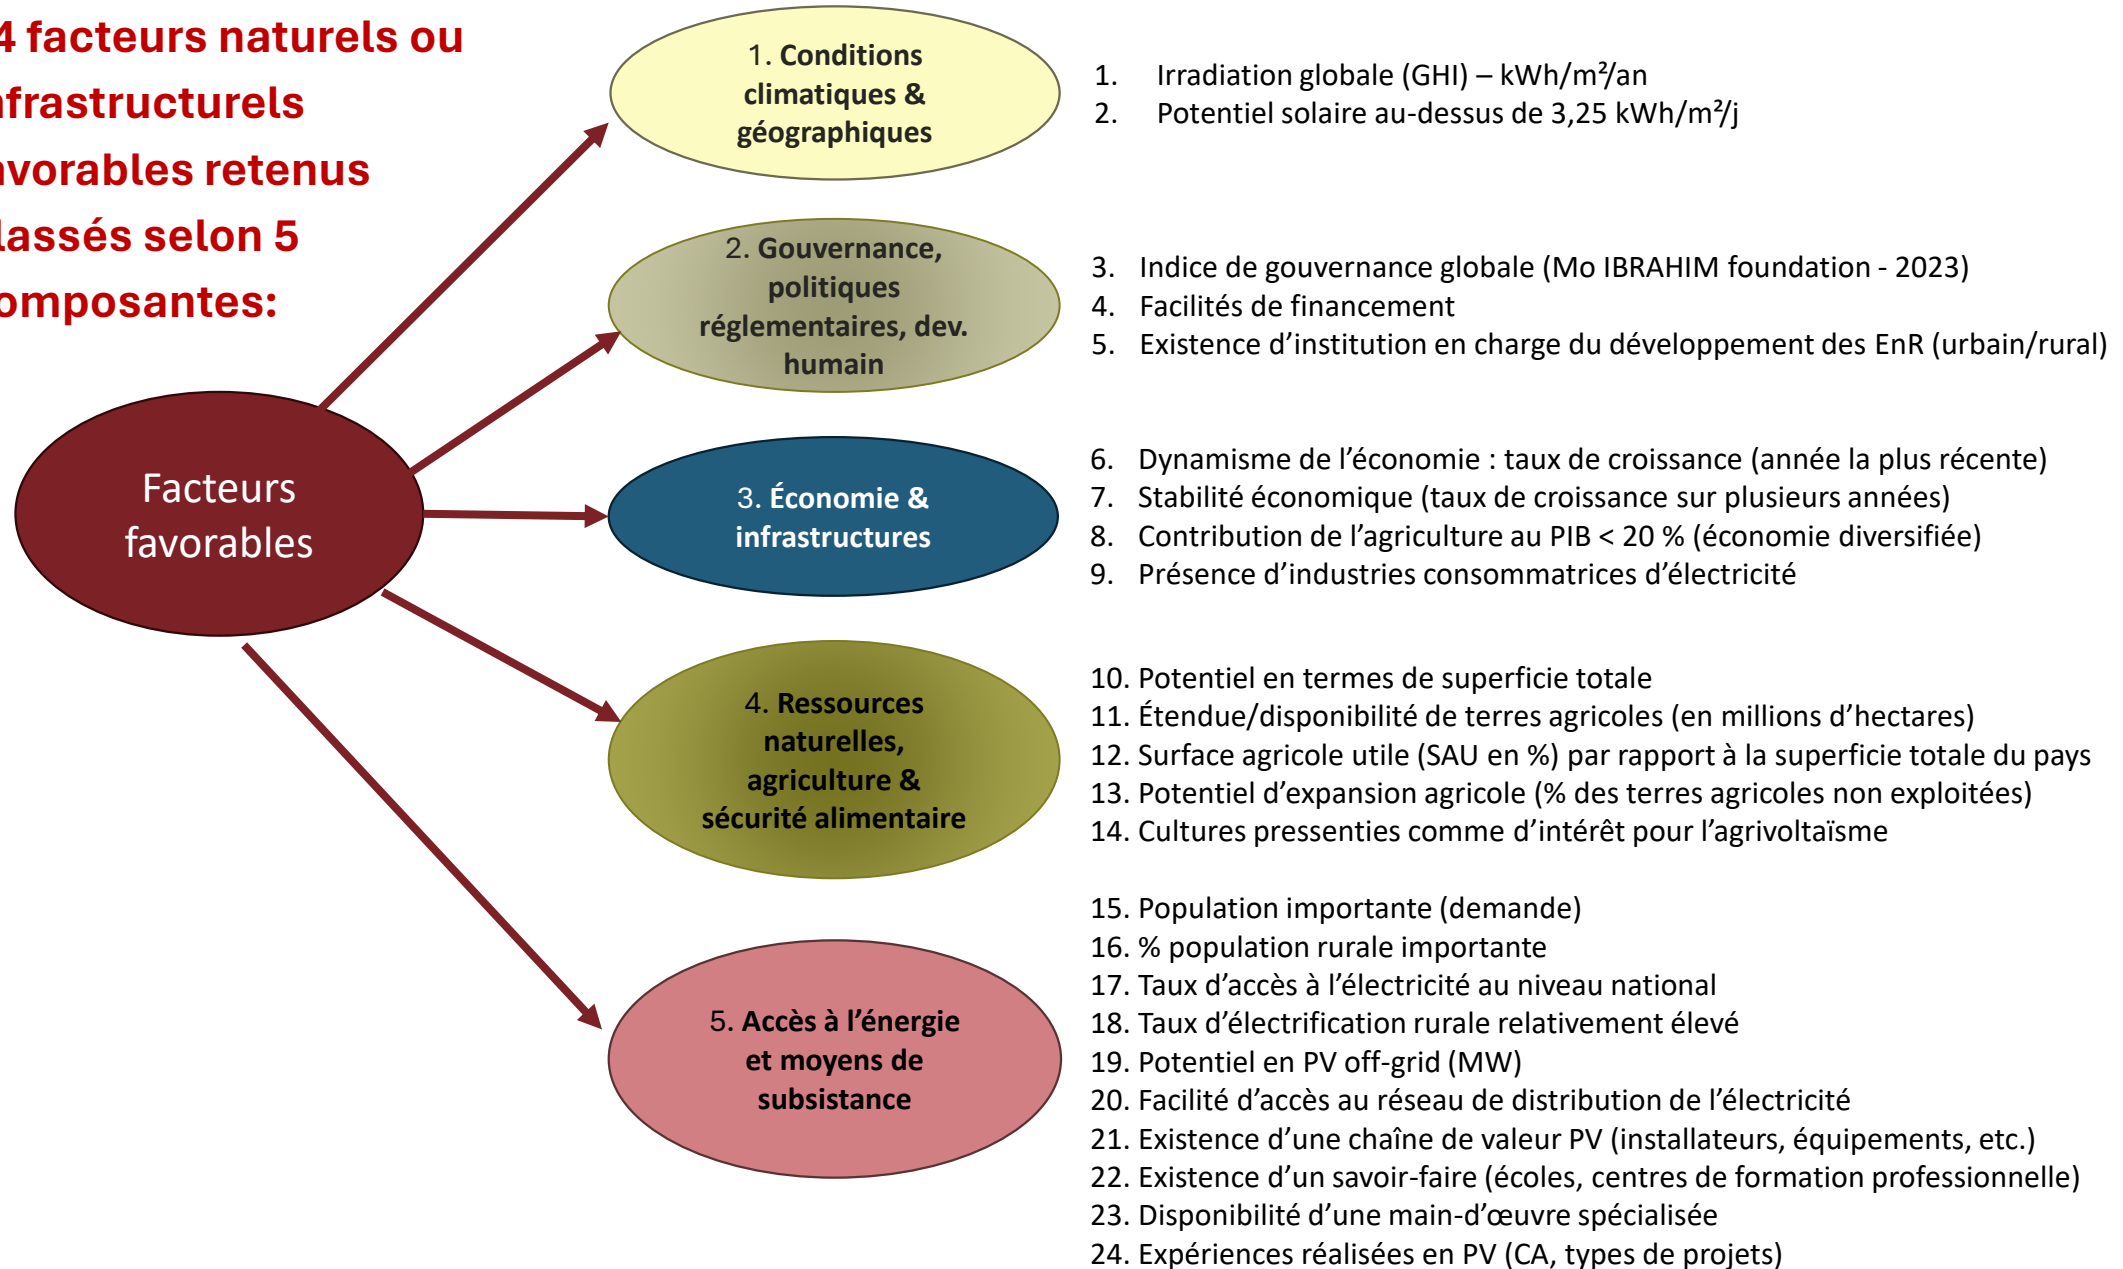 4 facteurs naturels ou
nfrastructurels
avorables retenus
lassés selon 5
omposantes:
Facteurs
favorables
1. Conditions
climatiques &
géographiques
1. Irradiation globale (GHI) – kWh/m²/an
2. Potentiel solaire au-dessus de 3,25 kWh/m²/j
2. Gouvernance,
politiques
réglementaires, dev.
humain
3. Indice de gouvernance globale (Mo IBRAHIM foundation - 2023)
4. Facilités de financement
5. Existence d’institution en charge du développement des EnR (urbain/rural)
3. Économie &
infrastructures
6. Dynamisme de l’économie : taux de croissance (année la plus récente)
7. Stabilité économique (taux de croissance sur plusieurs années)
8. Contribution de l’agriculture au PIB < 20 % (économie diversifiée)
9. Présence d’industries consommatrices d’électricité
4. Ressources
naturelles,
agriculture &
sécurité alimentaire
10. Potentiel en termes de superficie totale
11. Étendue/disponibilité de terres agricoles (en millions d’hectares)
12. Surface agricole utile (SAU en %) par rapport à la superficie totale du pays
13. Potentiel d’expansion agricole (% des terres agricoles non exploitées)
14. Cultures pressenties comme d’intérêt pour l’agrivoltaïsme
5. Accès à l’énergie
et moyens de
subsistance
15. Population importante (demande)
16. % population rurale importante
17. Taux d’accès à l’électricité au niveau national
18. Taux d’électrification rurale relativement élevé
19. Potentiel en PV off-grid (MW)
20. Facilité d’accès au réseau de distribution de l’électricité
21. Existence d’une chaîne de valeur PV (installateurs, équipements, etc.)
22. Existence d’un savoir-faire (écoles, centres de formation professionnelle)
23. Disponibilité d’une main-d’œuvre spécialisée
24. Expériences réalisées en PV (CA, types de projets)